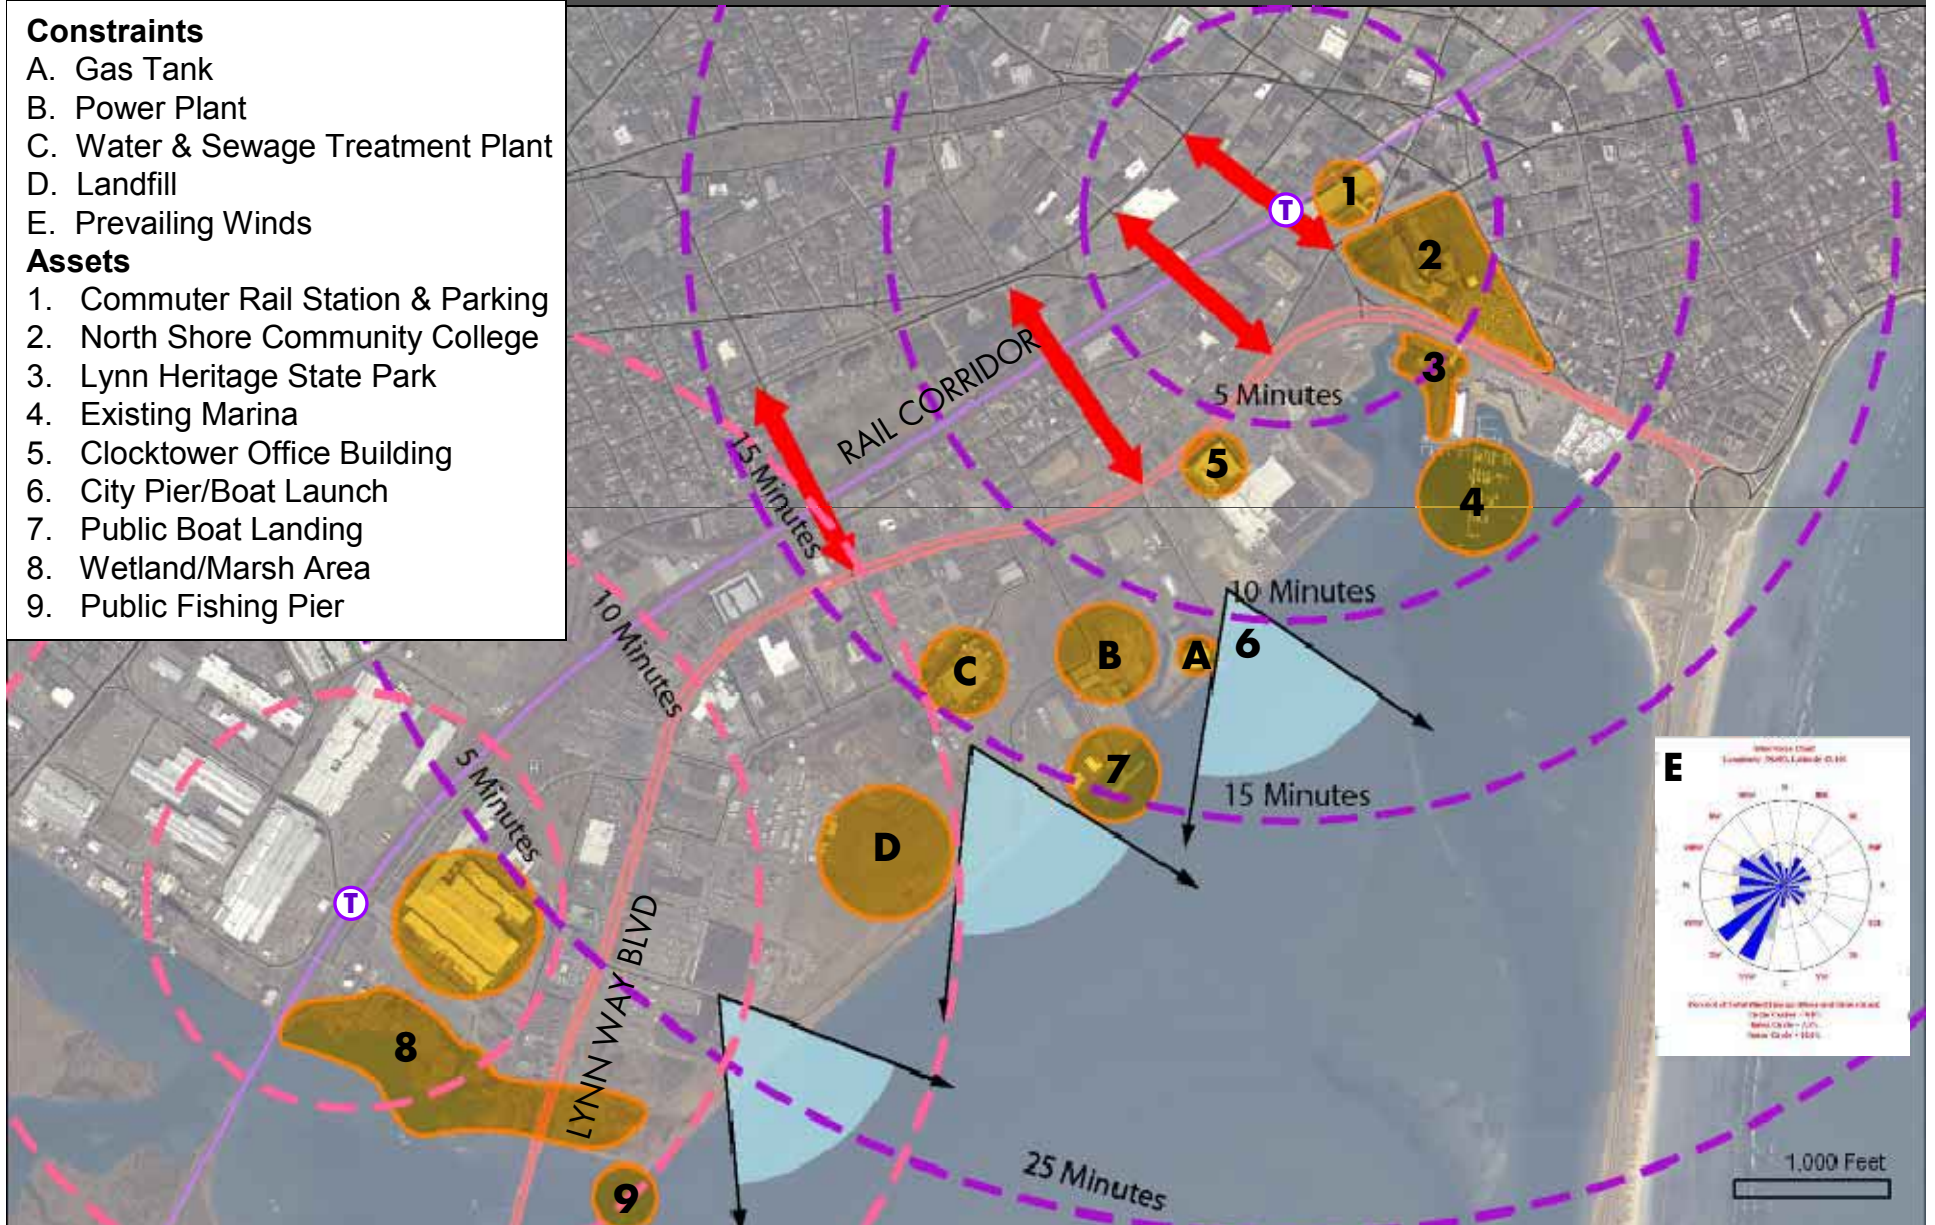 Constraints
A. Gas Tank
B. Power Plant
C. Water & Sewage Treatment Plant
D. Landfill
E. Prevailing Winds
Assets
1. Commuter Rail Station & Parking
2. North Shore Community College
3. Lynn Heritage State Park
4. Existing Marina
5. Clocktower Office Building
6. City Pier/Boat Launch
7. Public Boat Landing
8. Wetland/Marsh Area
9. Public Fishing Pier
1
T
2
3
RAIL CORRIDOR
5 Minutes
15 Minutes
5
4
10 Minutes
10 Minutes
6
C
B
A
5 Minutes
7
15 Minutes
E
D
T
LYNN WAY BLVD
8
25 Minutes
9
1,000 Feet